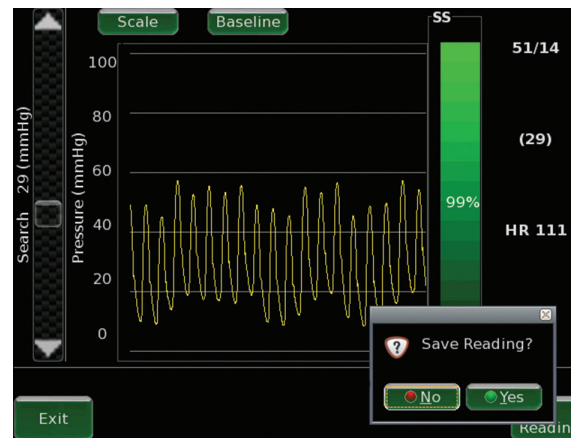 Scale
Baseline
SS
51/14
(29)
HR 111
99%
Search 29 (mmHg)
Pressure (mmHg)
100
80
60
40
20
0
Save Reading?
No
Yes
Exit
Readin